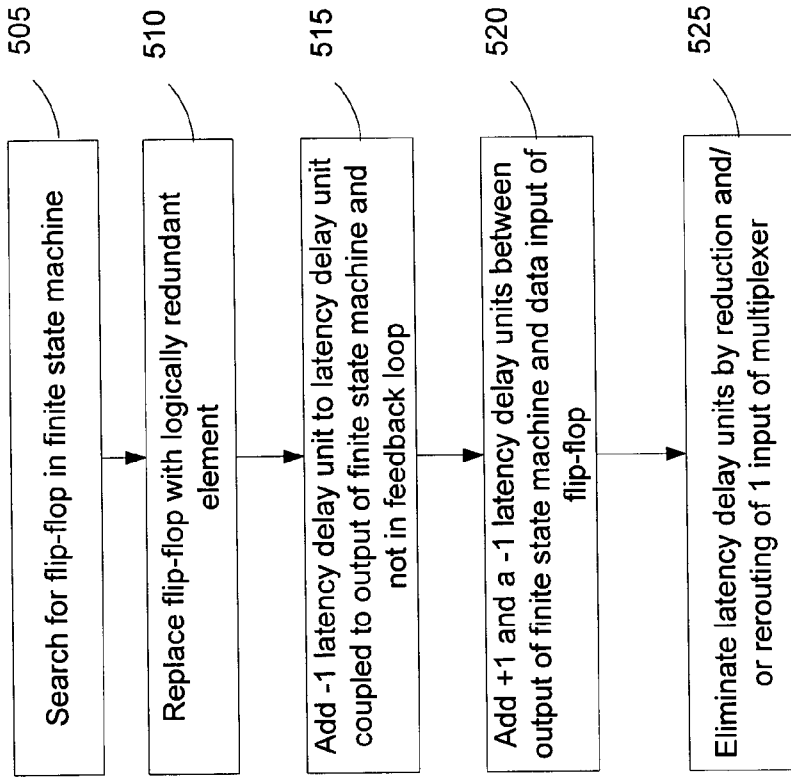 505
Search for flip-flop in finite state machine
510
Replace flip-flop with logically redundant
element
515
Add -1 latency delay unit to latency delay unit
coupled to output of finite state machine and
not in feedback loop
520
Add +1 and a -1 latency delay units between
output of finite state machine and data input of
flip-flop
525
Eliminate latency delay units by reduction and/
or rerouting of 1 input of multiplexer